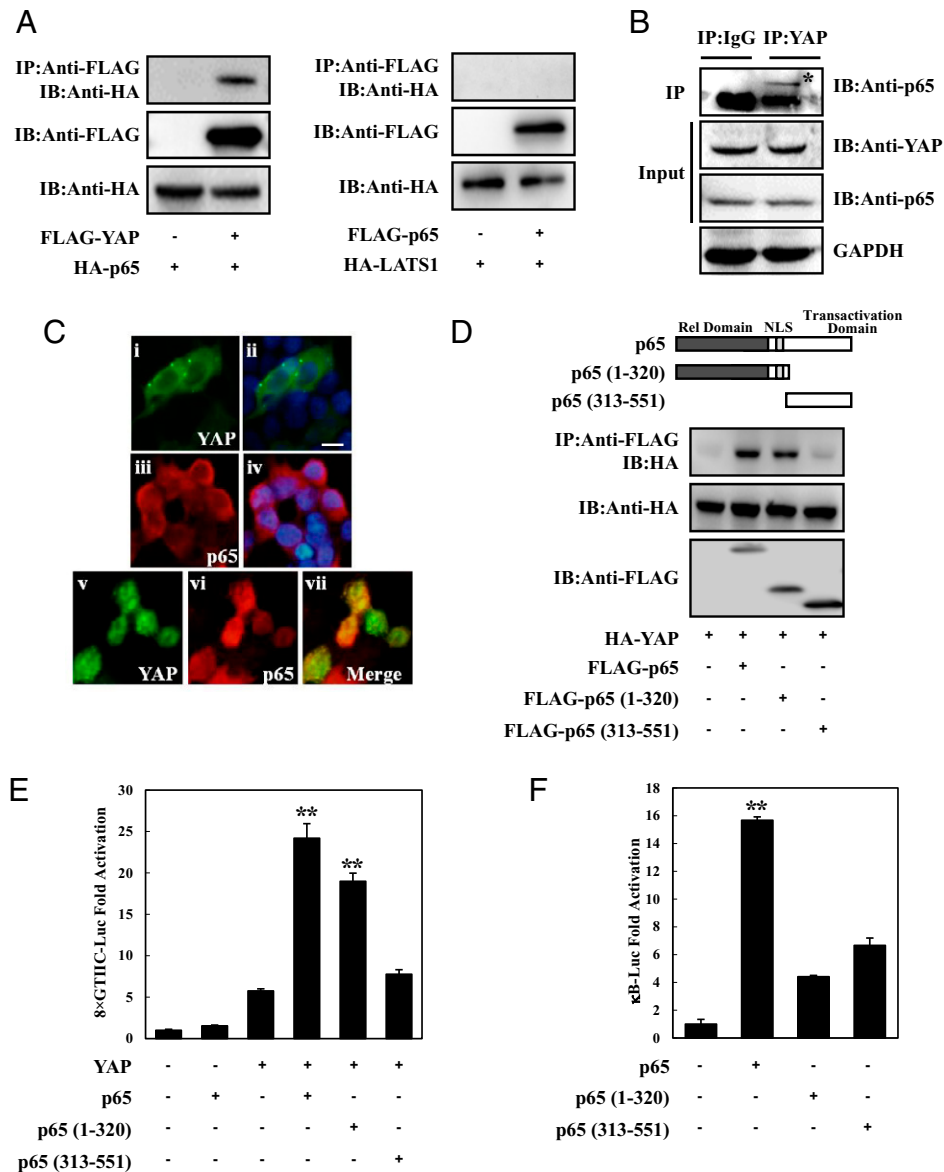 A
IP:Anti-FLAG
IB:Anti-HA
IB:Anti-FLAG
IB:Anti-HA
FLAG-YAP - +
HA-p65 + +
IP:Anti-FLAG
IB:Anti-HA
IB:Anti-FLAG
IB:Anti-HA
FLAG-p65 - +
HA-LATS1 + +
B
IP:IgG IP:YAP
IP
*
IB:Anti-p65
Input
IB:Anti-YAP
IB:Anti-p65
GAPDH
C
i
YAP
ii
iii
p65
iv
v
YAP
vi
p65
vii
Merge
D
Rel Domain NLS Transactivation
Domain
p65
p65 (1-320)
p65 (313-551)
IP:Anti-FLAG
IB:HA
IB:Anti-HA
IB:Anti-FLAG
HA-YAP + + + +
FLAG-p65 - + - -
FLAG-p65 (1-320) - - + -
FLAG-p65 (313-551) - - - +
E
8×GTIIC-Luc Fold Activation
30
25
20
15
10
5
0
**
**
YAP - - + + + +
p65 - + - + - -
p65 (1-320) - - - - + -
p65 (313-551) - - - - - +
F
κB-Luc Fold Activation
18
16
14
12
10
8
6
4
2
0
**
p65 - + - -
p65 (1-320) - - + -
p65 (313-551) - - - +